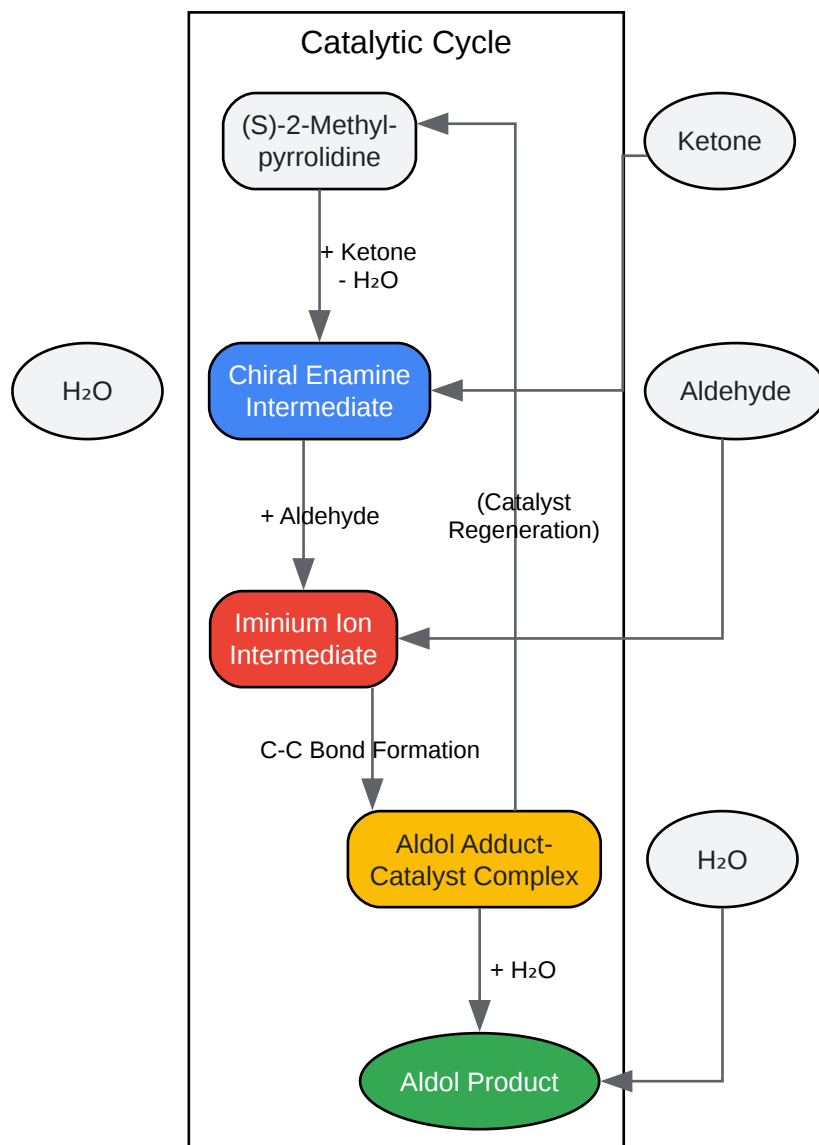 Catalytic Cycle
(S)-2-Methyl-
pyrrolidine
Ketone
+ Ketone
- H₂O
H₂O
Chiral Enamine
Intermediate
Aldehyde
+ Aldehyde
(Catalyst
Regeneration)
Iminium Ion
Intermediate
C-C Bond Formation
Aldol Adduct-
Catalyst Complex
H₂O
+ H₂O
Aldol Product